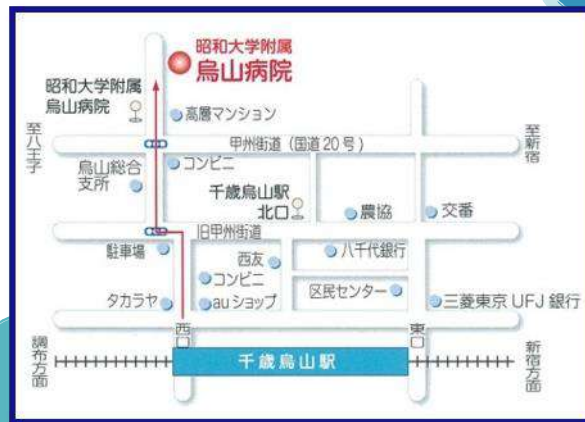 昭和大学附属
烏山病院
昭和大学附属
烏山病院
高層マンション
至八王子
甲州街道(国道20号)
至新宿
烏山総合
支所
コンビニ
千歳烏山駅
北口
農協
交番
旧甲州街道
駐車場
西友
八千代銀行
コンビニ
区民センター
タカラヤ
auショップ
三菱東京UFJ銀行
西口
東口
調布方面
千歳烏山駅
新宿方面